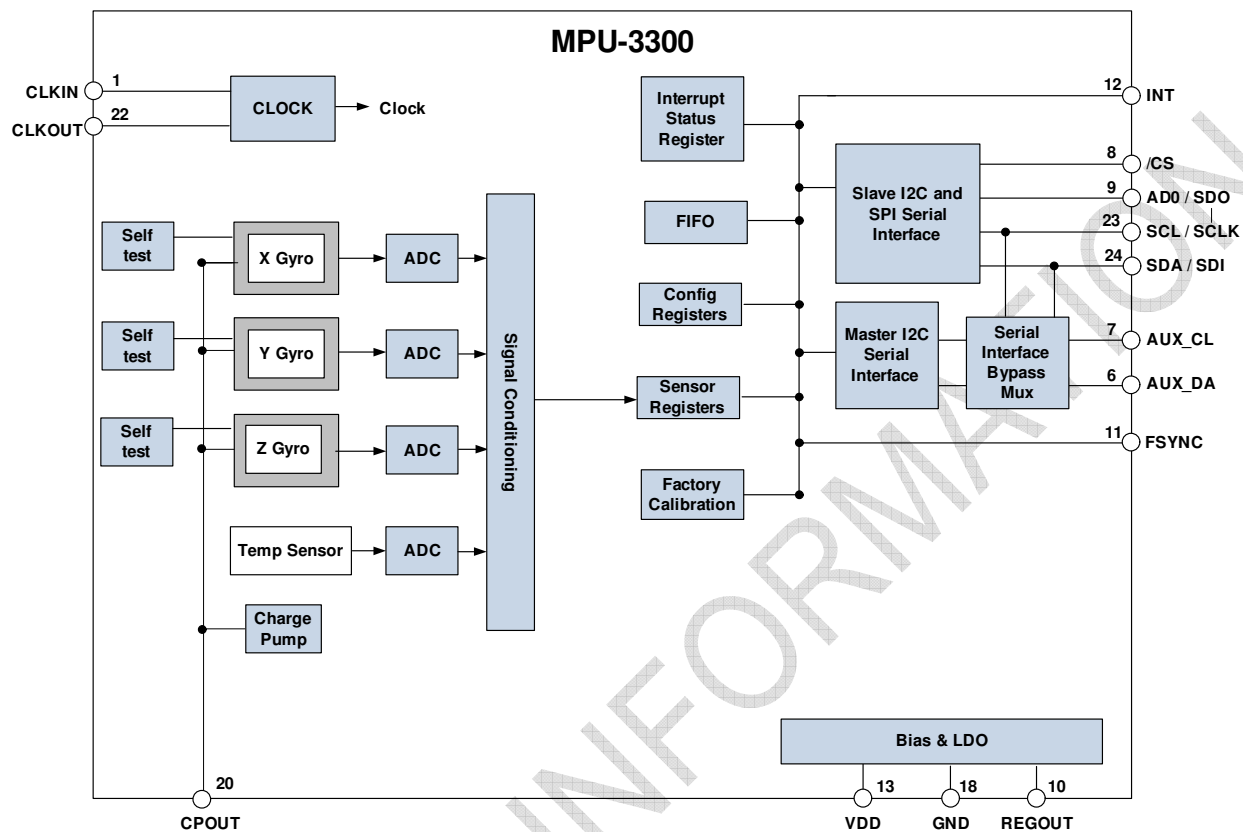 MPU-3300
CLKIN
1
CLKOUT
22
CLOCK
Clock
Self
test
X Gyro
ADC
Self
test
Y Gyro
ADC
Self
test
Z Gyro
ADC
Temp Sensor
ADC
Charge
Pump
Signal Conditioning
Interrupt
Status
Register
FIFO
Config
Registers
Sensor
Registers
Factory
Calibration
Slave I2C and
SPI Serial
Interface
Master I2C
Serial
Interface
Serial
Interface
Bypass
Mux
12
INT
8
/CS
9
AD0 / SDO
23
SCL / SCLK
24
SDA / SDI
7
AUX_CL
6
AUX_DA
11
FSYNC
Bias & LDO
20
CPOUT
13
VDD
18
GND
10
REGOUT
INFORMATION